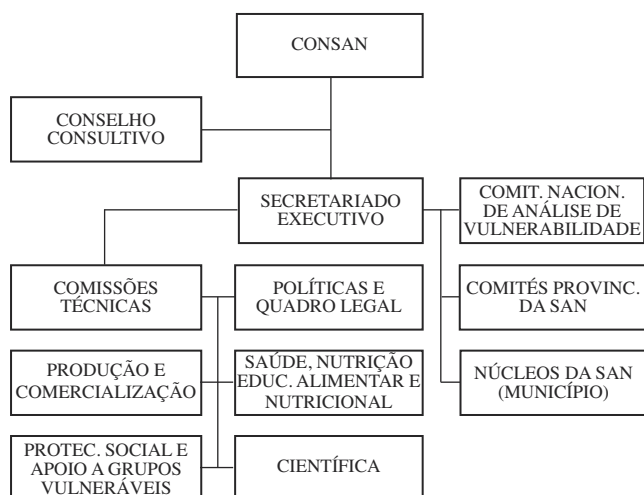 CONSAN
CONSELHO
CONSULTIVO
SECRETARIADO
EXECUTIVO
COMIT. NACION.
DE ANÁLISE DE
VULNERABILIDADE
COMISSÕES
TÉCNICAS
POLÍTICAS E
QUADRO LEGAL
COMITÉS PROVINC.
DA SAN
PRODUÇÃO E
COMERCIALIZAÇÃO
SAÚDE, NUTRIÇÃO
EDUC. ALIMENTAR E
NUTRICIONAL
NÚCLEOS DA SAN
(MUNICÍPIO)
PROTEC. SOCIAL E
APOIO A GRUPOS
VULNERÁVEIS
CIENTÍFICA